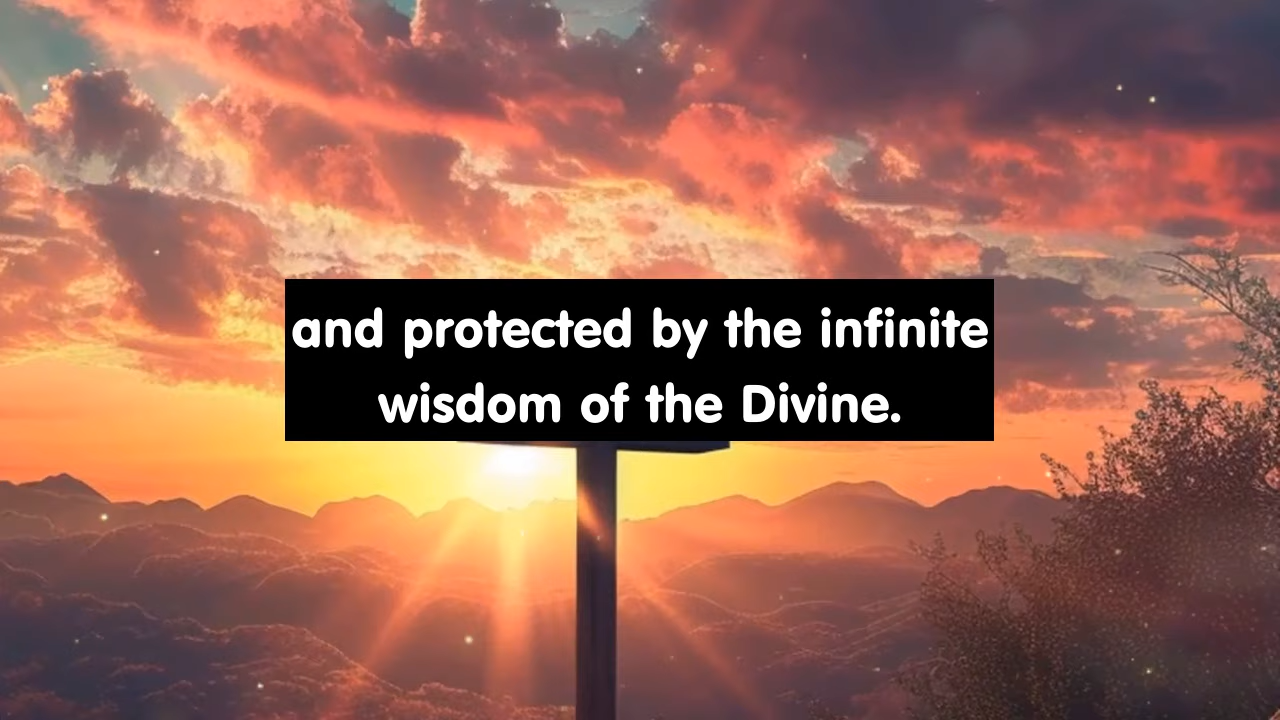 and protected by the infinite
wisdom of the Divine.